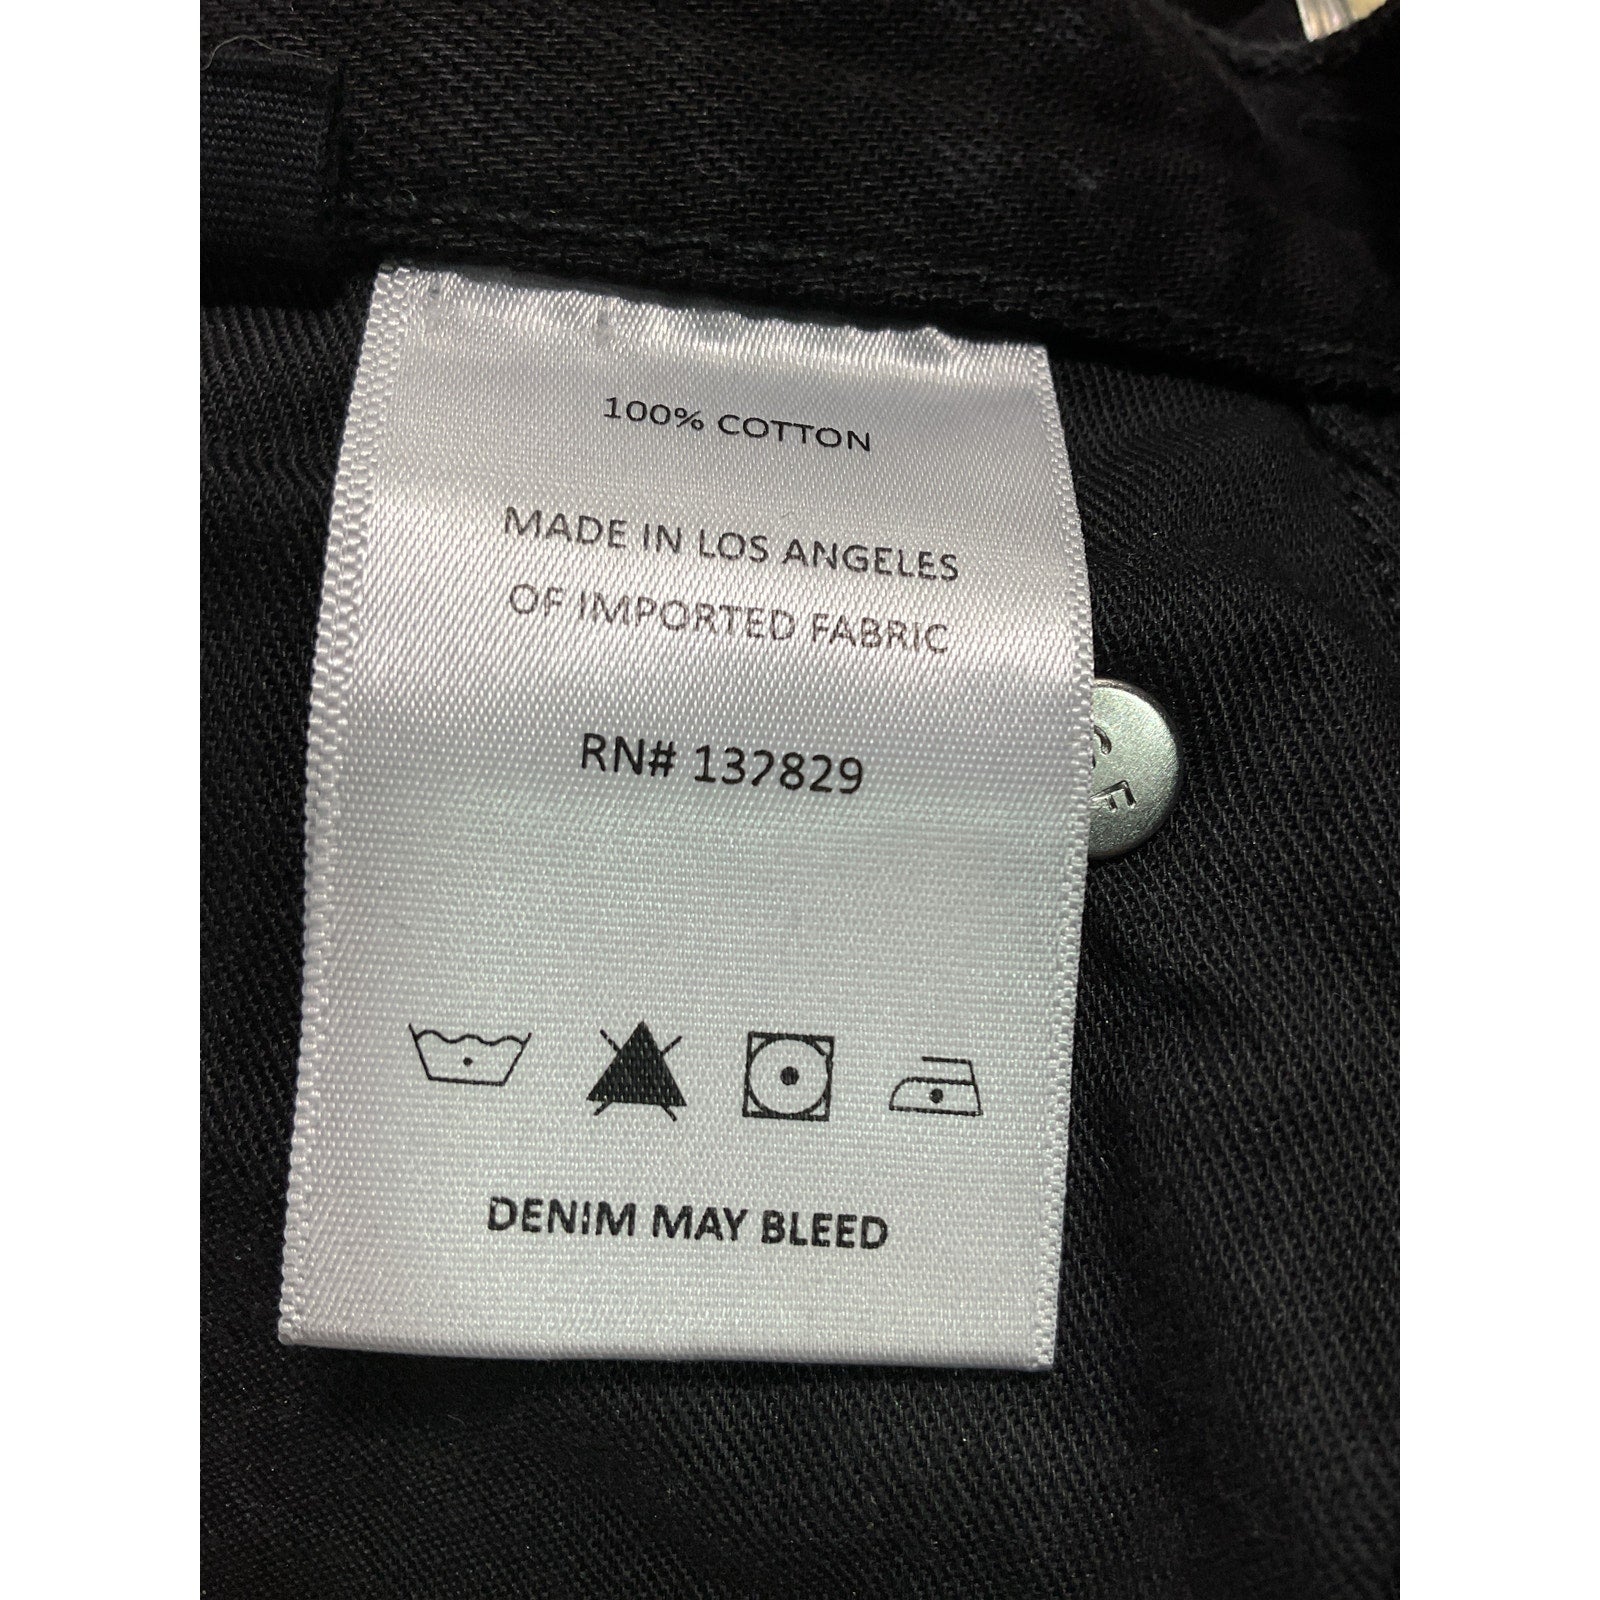 100% COTTON
MADE IN LOS ANGELES
OF IMPORTED FABRIC
RN# 137829
C.F
DENIM MAY BLEED